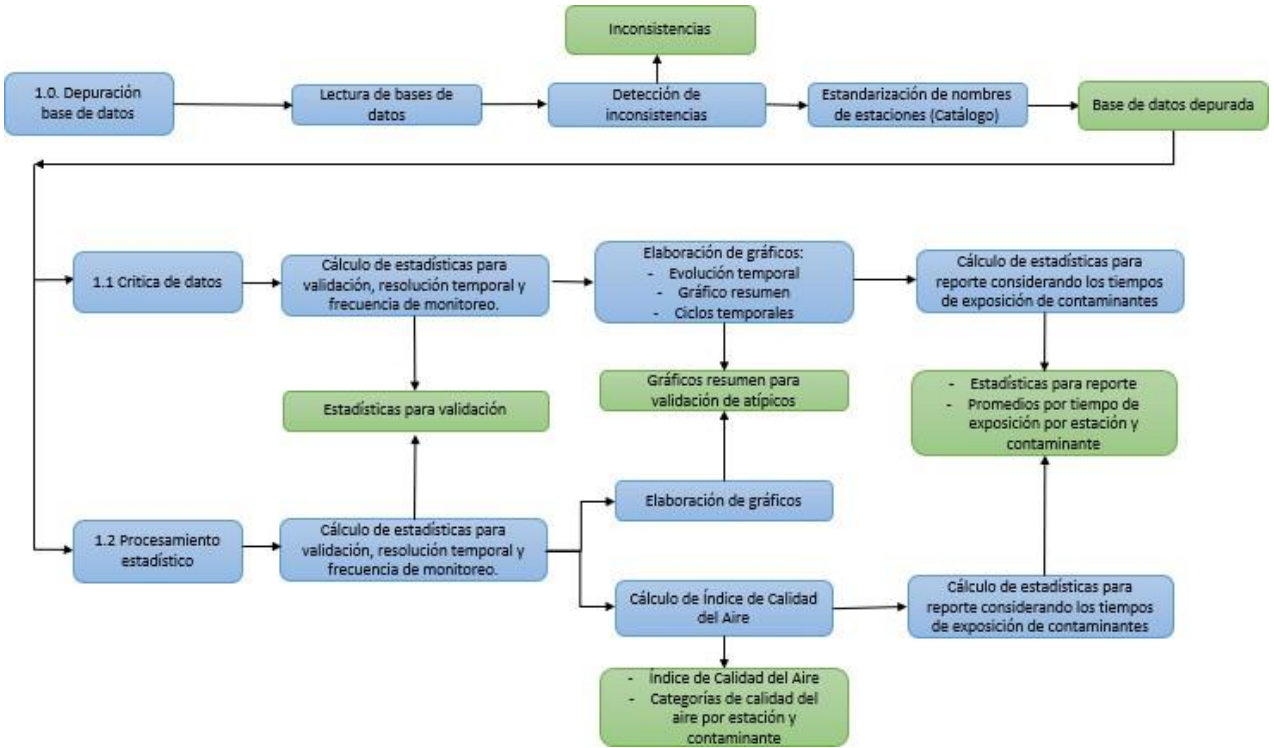 Inconsistencias
1.0. Depuración
base de datos
Lectura de bases de
datos
Detección de
inconsistencias
Estandarización de nombres
de estaciones (Catálogo)
Base de datos depurada
1.1 Critica de datos
Cálculo de estadísticas para
validación, resolución temporal y
frecuencia de monitoreo.
Elaboración de gráficos:
- Evolución temporal
- Gráfico resumen
- Ciclos temporales
Cálculo de estadísticas para
reporte considerando los tiempos
de exposición de contaminantes
Estadísticas para validación
Gráficos resumen para
validación de atípicos
- Estadísticas para reporte
- Promedios por tiempo de
exposición por estación y
contaminante
1.2 Procesamiento
estadístico
Cálculo de estadísticas para
validación, resolución temporal y
frecuencia de monitoreo.
Elaboración de gráficos
Cálculo de Índice de Calidad
del Aire
Cálculo de estadísticas para
reporte considerando los tiempos
de exposición de contaminantes
- Índice de Calidad del Aire
- Categorías de calidad del
aire por estación y
contaminante